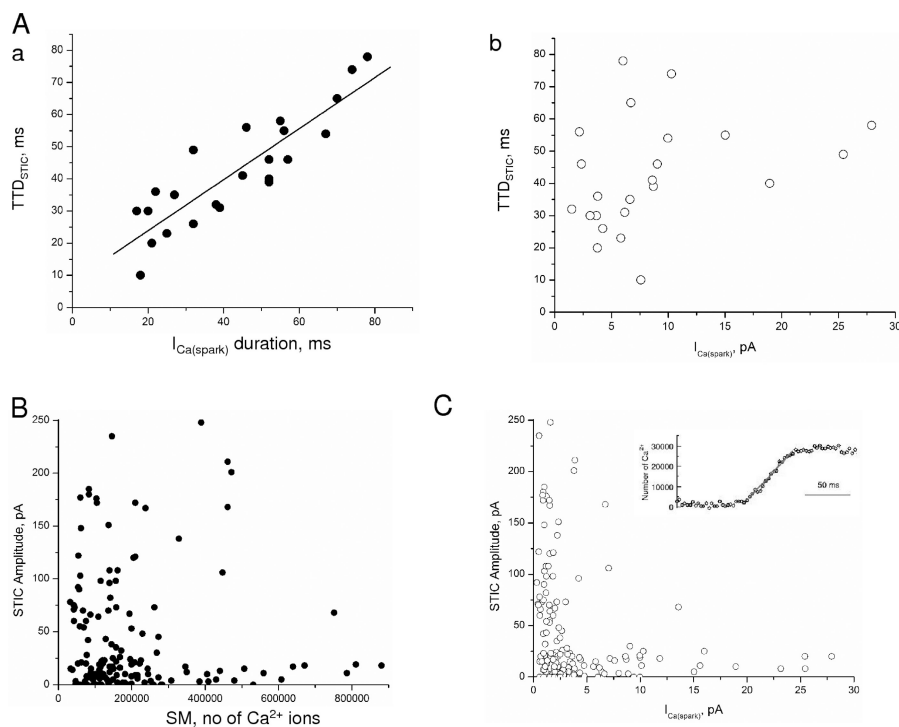 A
a
80
70
60
50
40
30
20
10
0
TTD_STIC, ms
0 20 40 60 80
I_Ca(spark) duration, ms
b
80
70
60
50
40
30
20
10
0
TTD_STIC, ms
0 5 10 15 20 25 30
I_Ca(spark), pA
B
250
200
150
100
50
0
STIC Amplitude, pA
0 200000 400000 600000 800000
SM, no of Ca²⁺ ions
C
250
200
150
100
50
0
STIC Amplitude, pA
0 5 10 15 20 25 30
I_Ca(spark), pA
30000
20000
10000
0
Number of Ca²⁺
50 ms